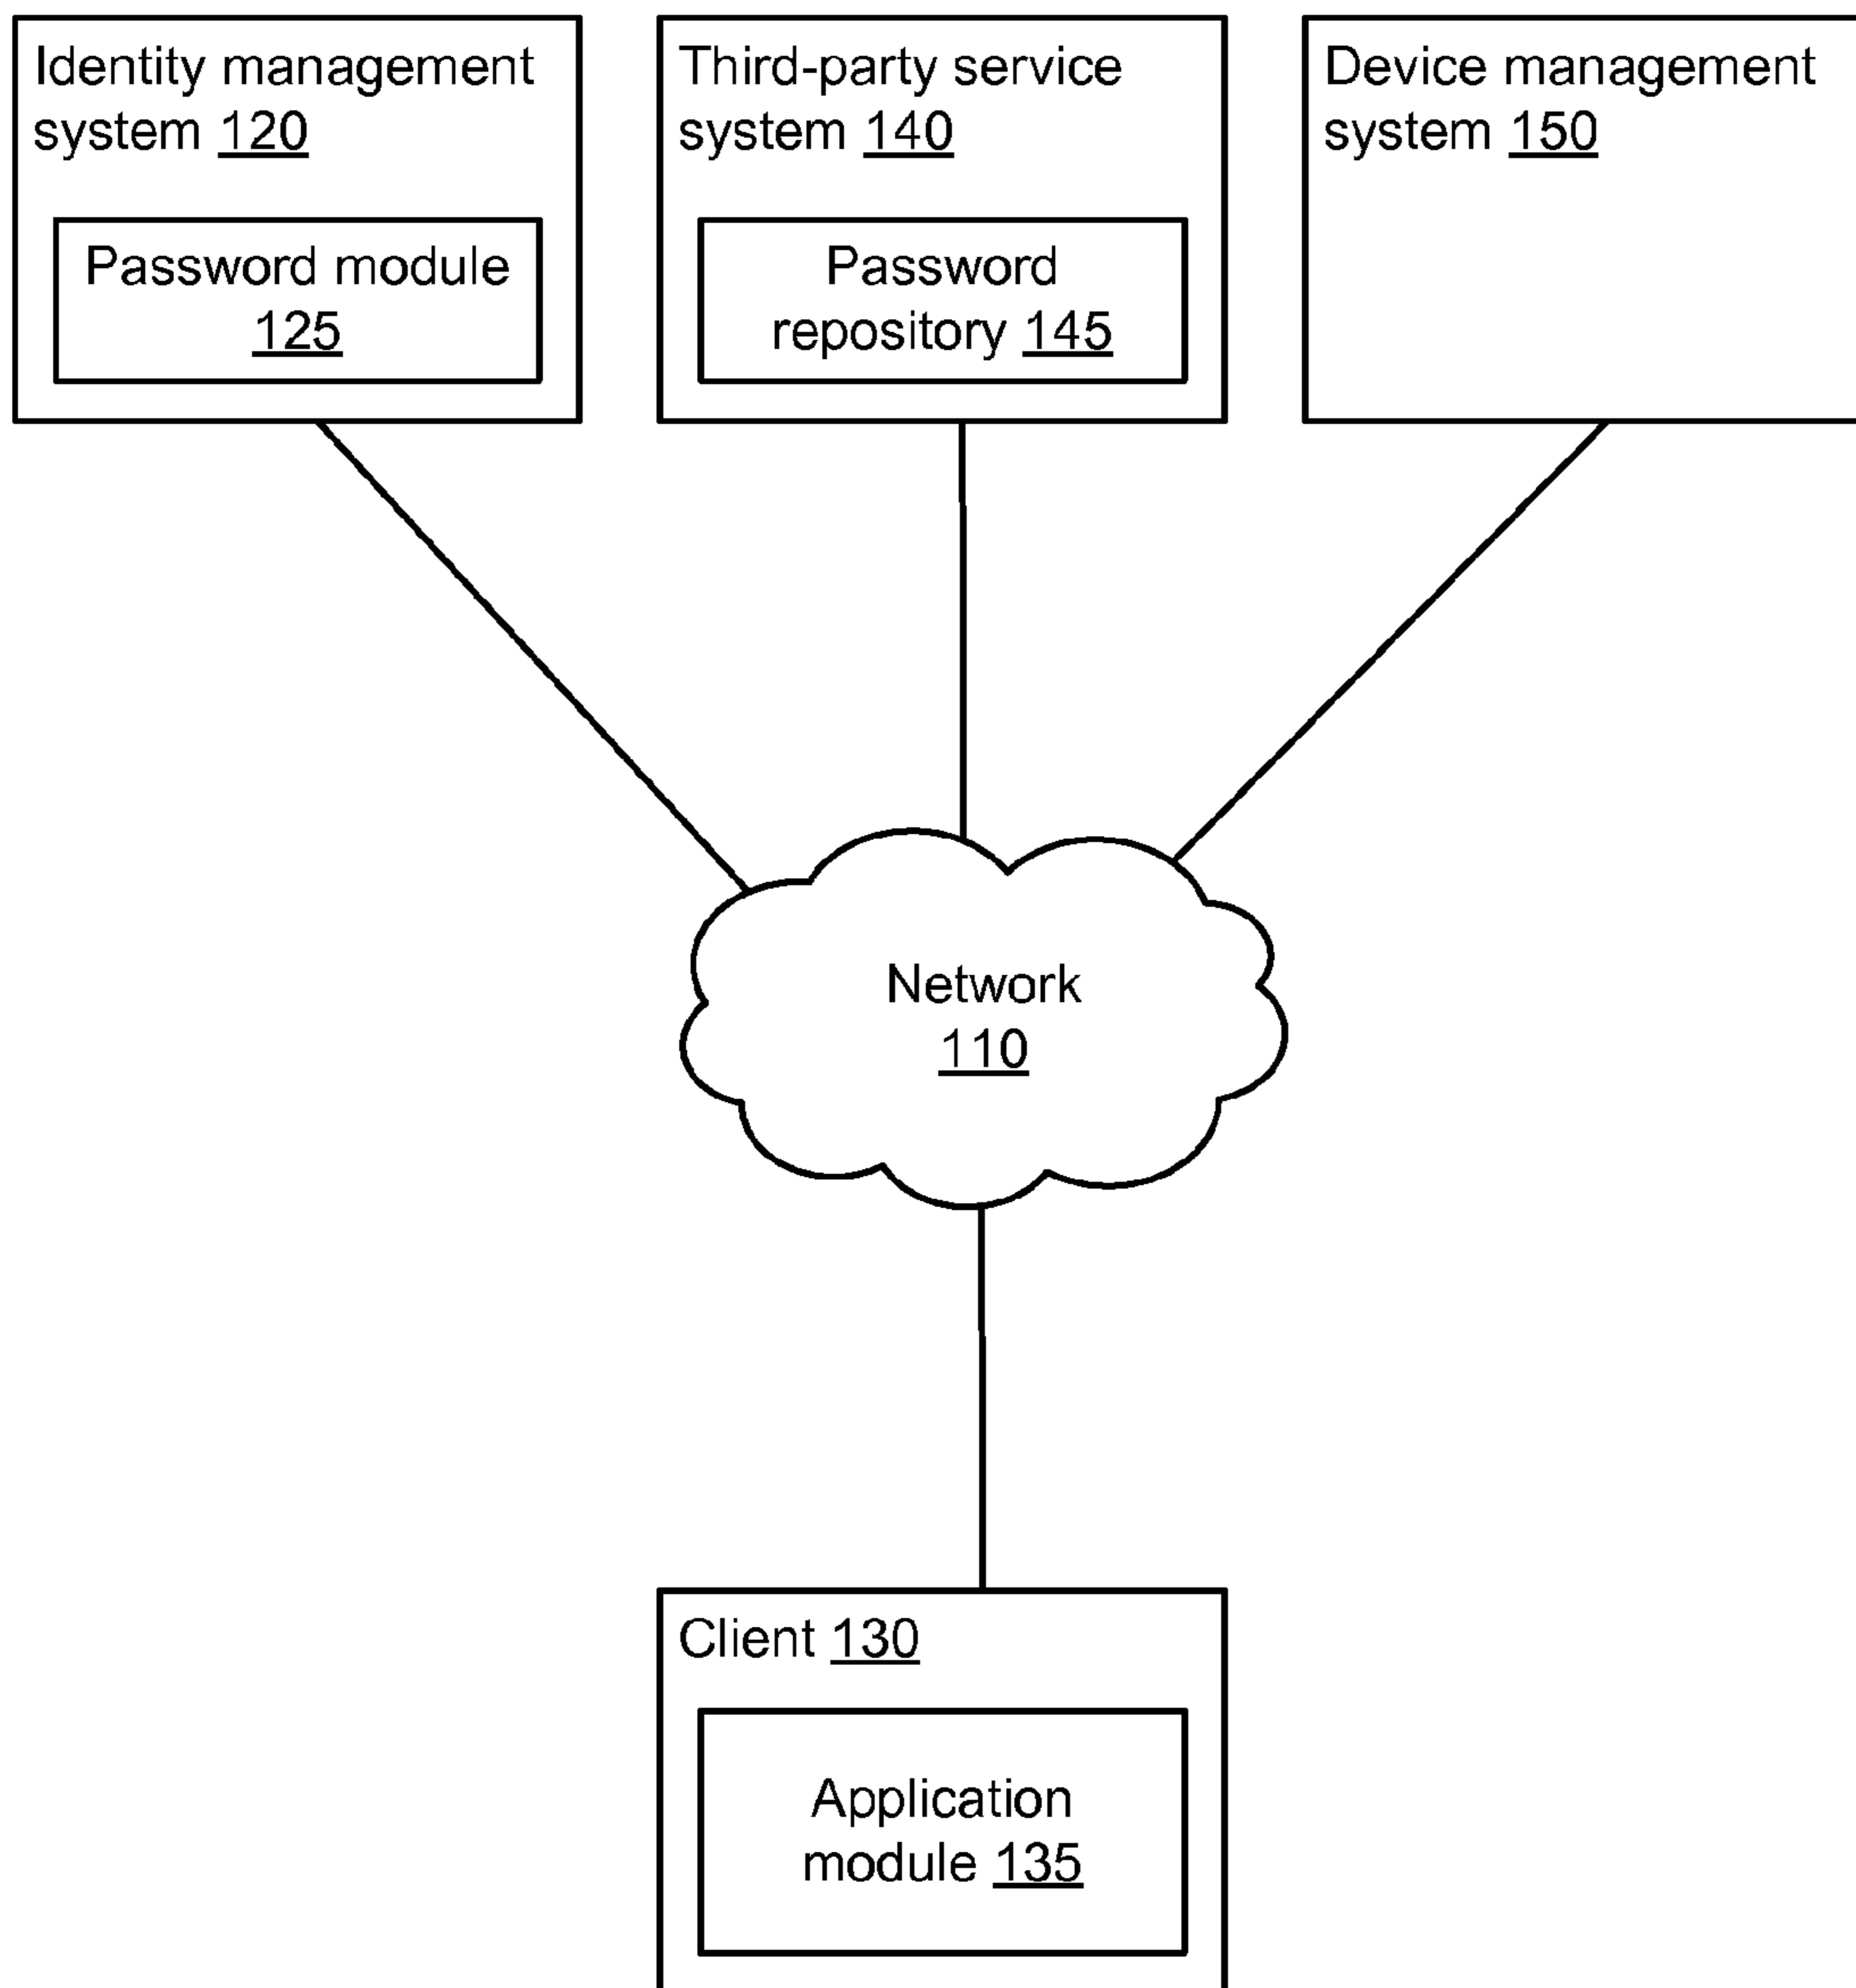 Identity management
system 120
Password module
125
Third-party service
system 140
Password
repository 145
Device management
system 150
Network
110
Client 130
Application
module 135